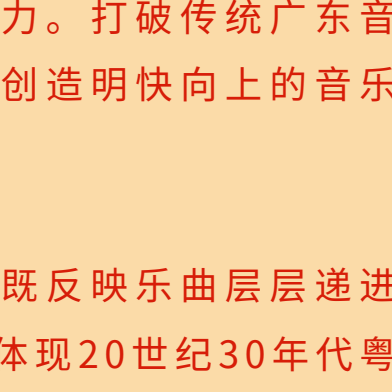 力。打破传统广东音
创造明快向上的音乐
既反映乐曲层层递进
体现20世纪30年代粤